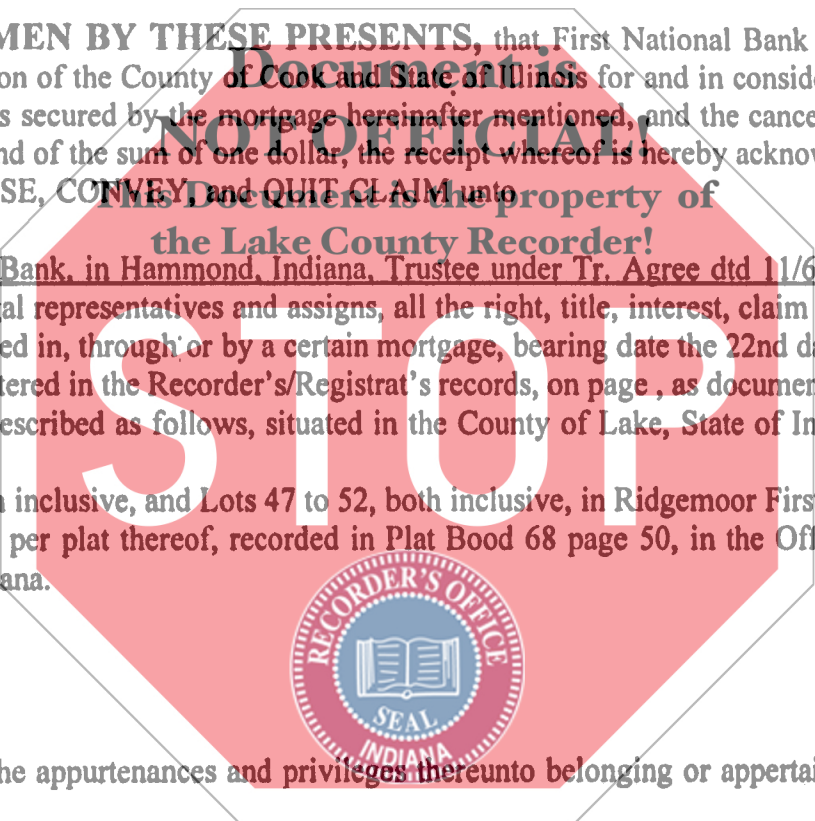 MEN BY THESE PRESENTS, that First National Bank
Document is
on of the County of Cook and State of Illinois for and in conside
s secured by the mortgage hereinafter mentioned, and the cance
NOT OFFICIAL!
nd of the sum of one dollar, the receipt whereof is hereby acknow
SE, CONVEY, and QUIT CLAIM unto
This Document is the property of
the Lake County Recorder!
Bank, in Hammond, Indiana, Trustee under Tr. Agree dtd 11/6
al representatives and assigns, all the right, title, interest, claim
ed in, through or by a certain mortgage, bearing date the 22nd da
tered in the Recorder's/Registrat's records, on page , as documen
escribed as follows, situated in the County of Lake, State of In
STOP
h inclusive, and Lots 47 to 52, both inclusive, in Ridgemoor Firs
per plat thereof, recorded in Plat Bood 68 page 50, in the Off
ana.
RECORDER'S OFFICE
SEAL
INDIANA
he appurtenances and privileges thereunto belonging or appertai